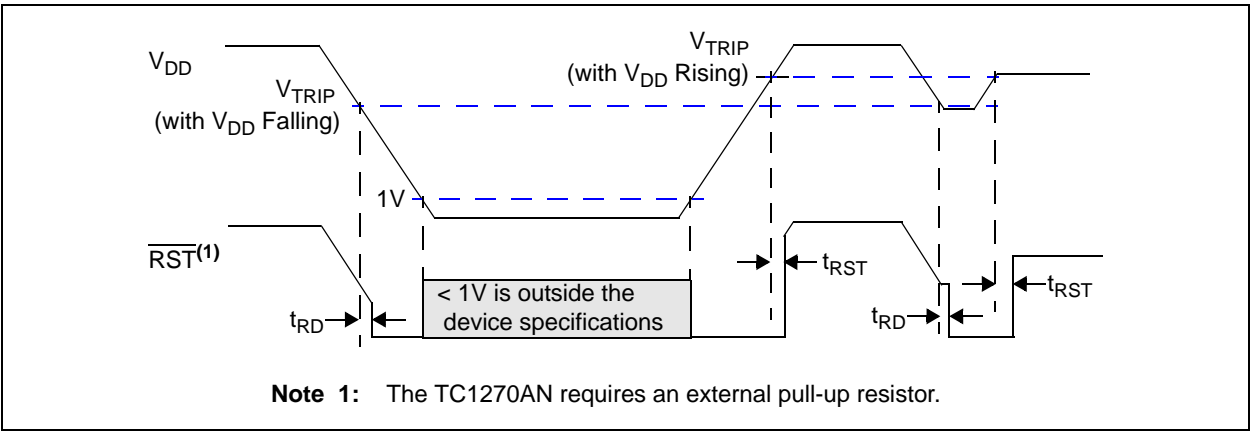 VDD
VTRIP
(with VDD Falling)
VTRIP
(with VDD Rising)
1V
RST(1)
tRD
< 1V is outside the
device specifications
tRST
tRD
tRST
Note 1: The TC1270AN requires an external pull-up resistor.